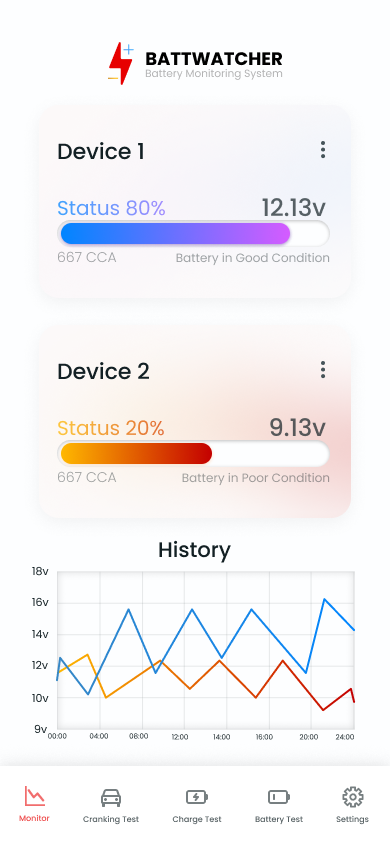 BATTWATCHER
Battery Monitoring System
Device 1
Status 80% 12.13v
667 CCA Battery in Good Condition
Device 2
Status 20% 9.13v
667 CCA Battery in Poor Condition
History
18v
16v
14v
12v
10v
9v
00:00 04:00 08:00 12:00 14:00 16:00 20:00 24:00
Monitor Cranking Test Charge Test Battery Test Settings